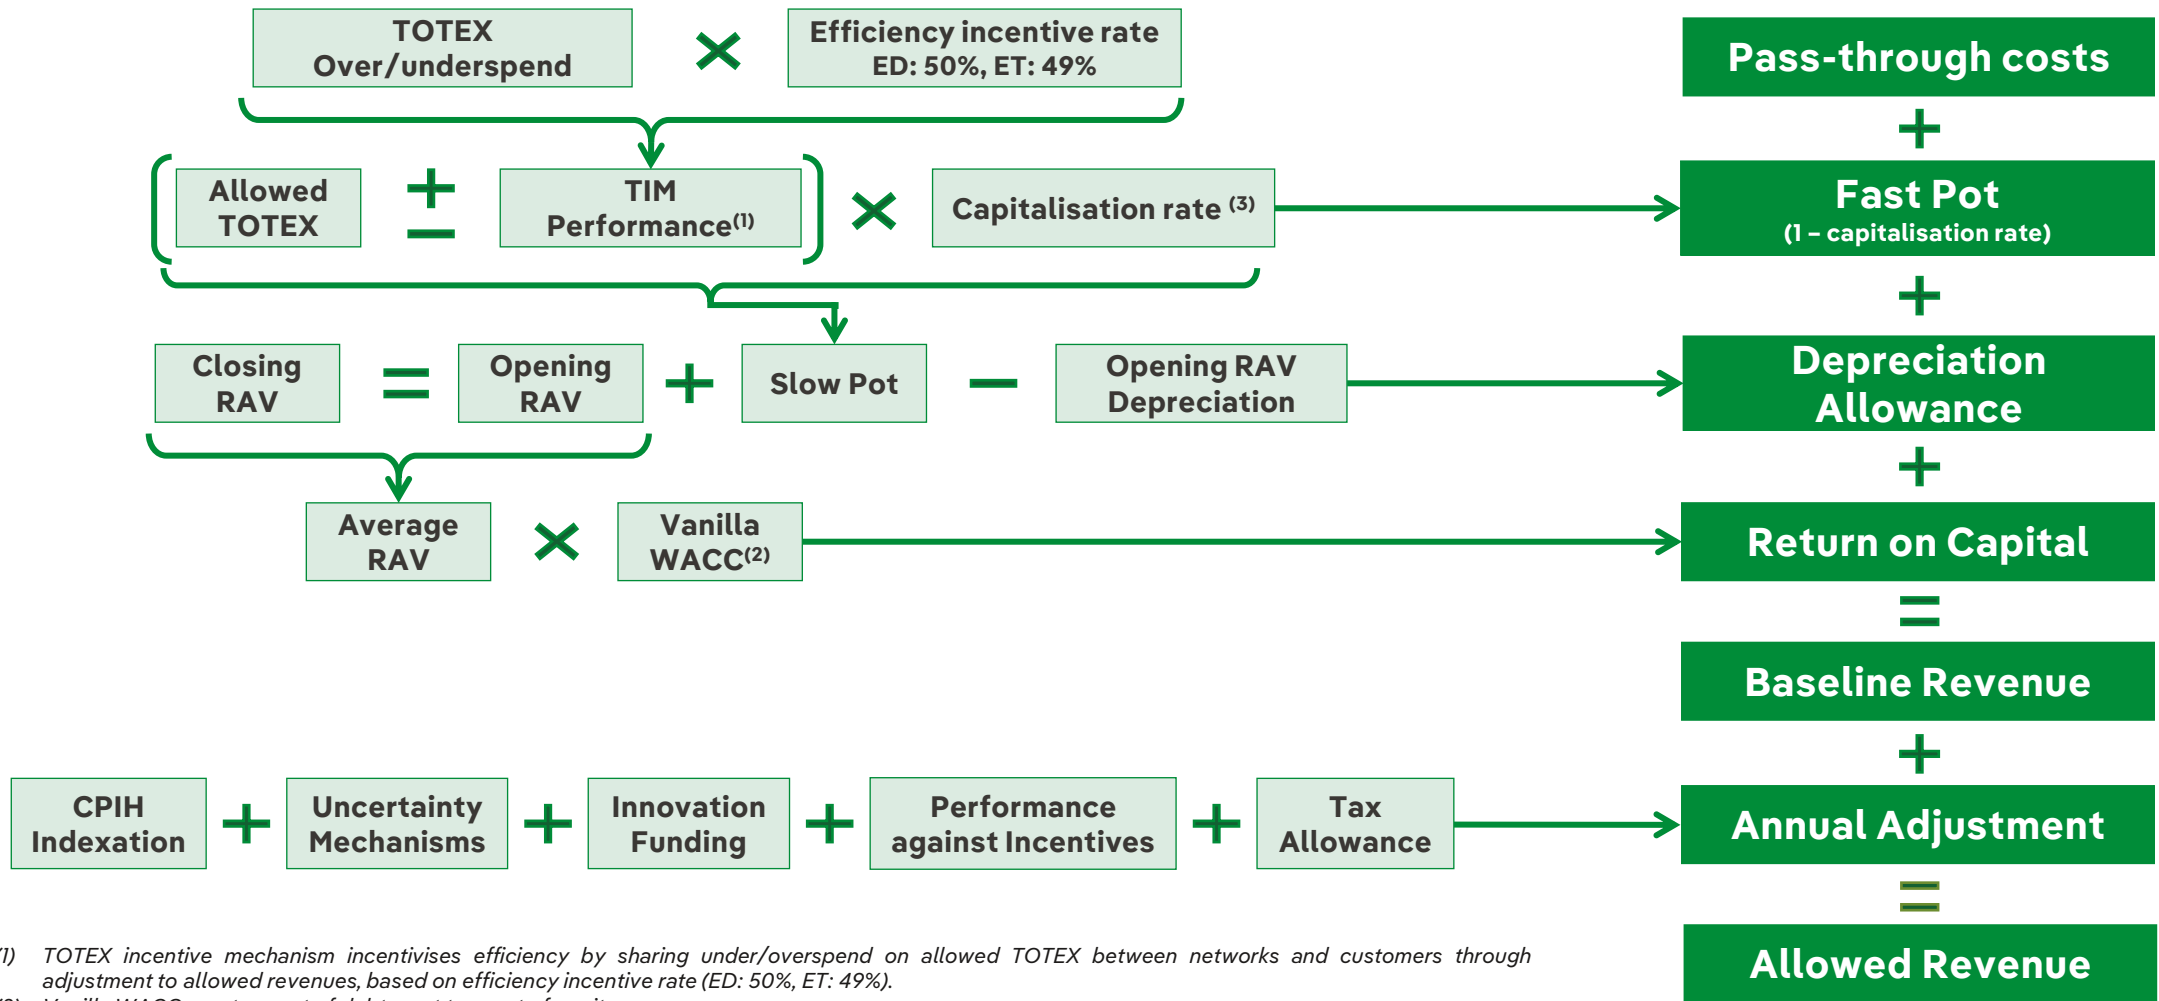 TOTEX
Over/underspend
Efficiency incentive rate
ED: 50%, ET: 49%
Pass-through costs
+
Allowed
TOTEX
+
−
TIM
Performance(1)
Capitalisation rate (3)
Fast Pot
(1 – capitalisation rate)
+
Closing
RAV
=
Opening
RAV
+
Slow Pot
−
Opening RAV
Depreciation
Depreciation
Allowance
+
Average
RAV
×
Vanilla
WACC(2)
Return on Capital
=
Baseline Revenue
+
CPIH
Indexation
+
Uncertainty
Mechanisms
+
Innovation
Funding
+
Performance
against Incentives
+
Tax
Allowance
Annual Adjustment
=
Allowed Revenue
(1) TOTEX incentive mechanism incentivises efficiency by sharing under/overspend on allowed TOTEX between networks and customers through
adjustment to allowed revenues, based on efficiency incentive rate (ED: 50%, ET: 49%).